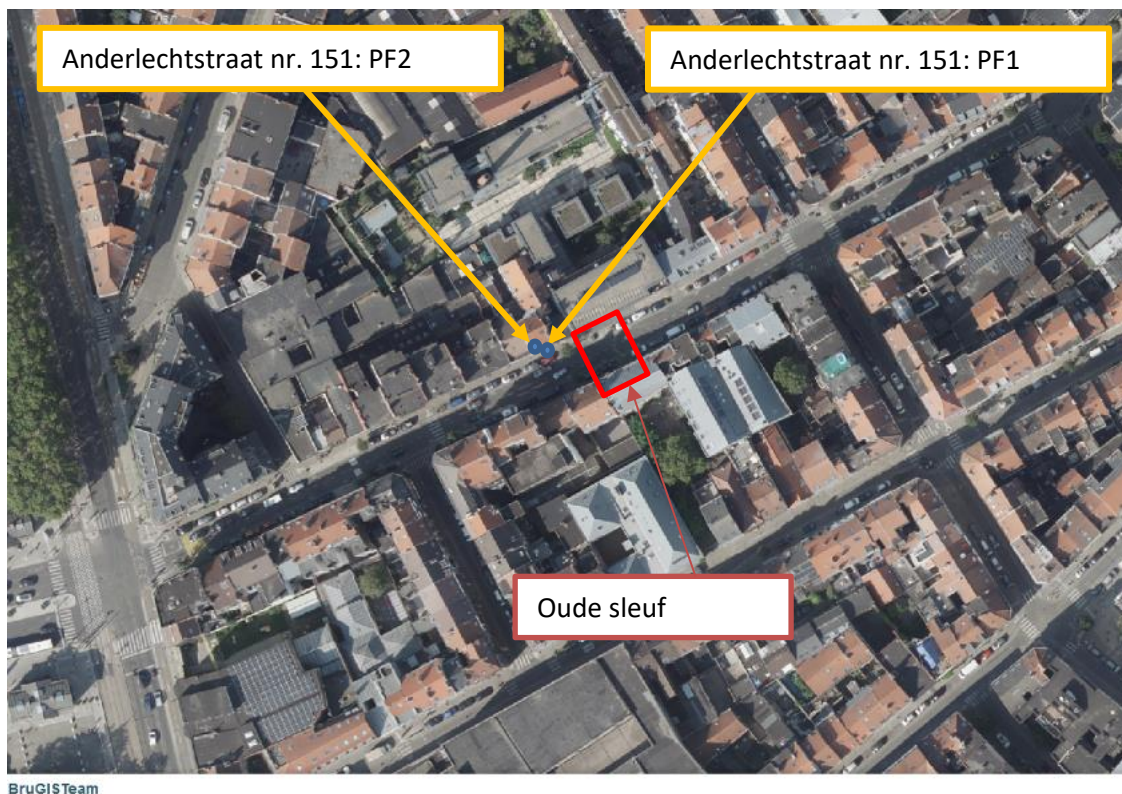 Anderlechtstraat nr. 151: PF2
Anderlechtstraat nr. 151: PF1
Oude sleuf
BruGISTeam